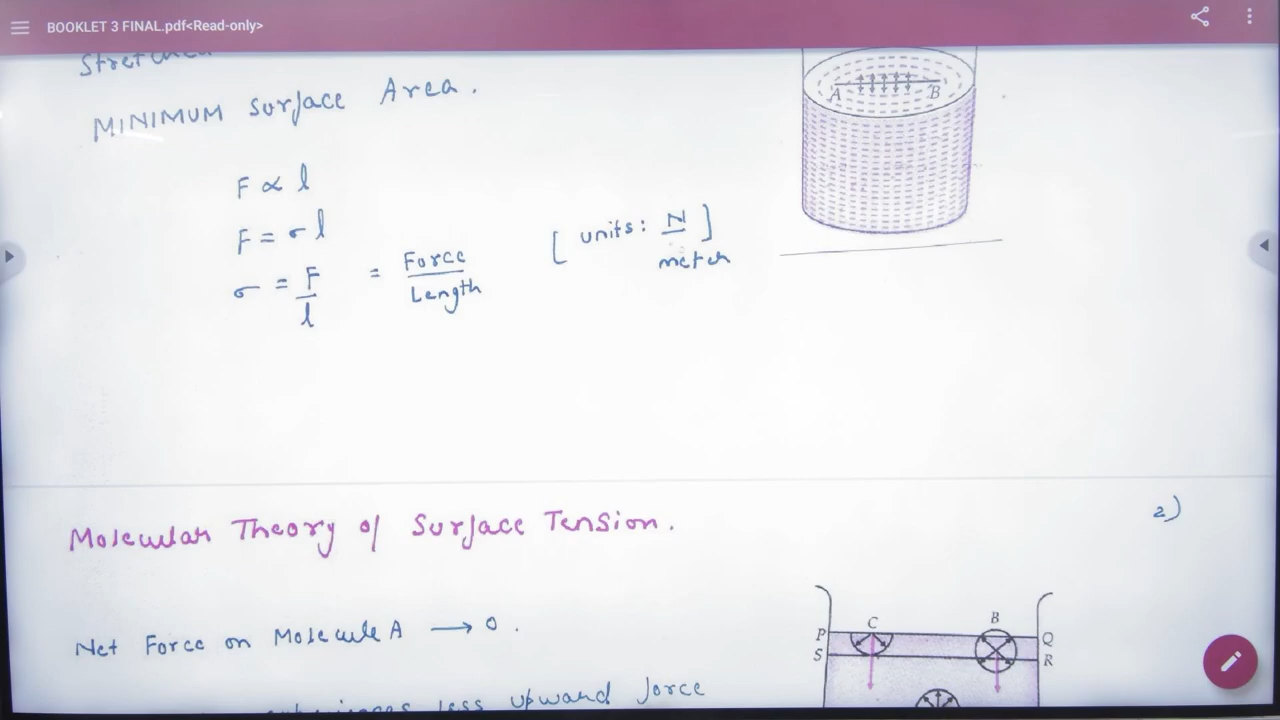 BOOKLET 3 FINAL.pdf<Read-only>
Stretched
MINIMUM Surface Area.
A B
F ∝ l
F = σ l
σ = F/l = Force/Length [units: N/meter]
Molecular Theory of Surface Tension.
2)
Net Force on Molecule A → 0.
C B
P Q
S R
less upward force